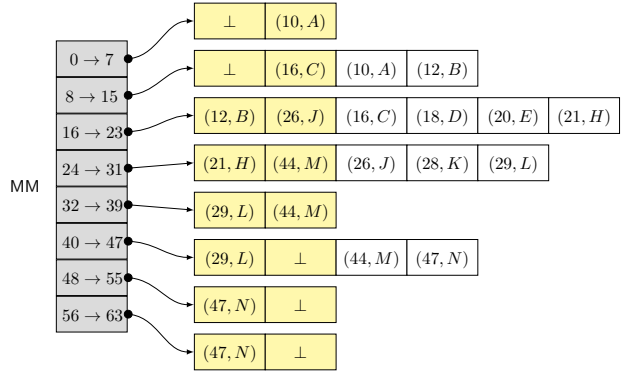 ⊥ (10, A)
0 → 7
⊥ (16, C) (10, A) (12, B)
8 → 15
(12, B) (26, J) (16, C) (18, D) (20, E) (21, H)
16 → 23
(21, H) (44, M) (26, J) (28, K) (29, L)
24 → 31
MM
32 → 39
(29, L) (44, M)
40 → 47
(29, L) ⊥ (44, M) (47, N)
48 → 55
(47, N) ⊥
56 → 63
(47, N) ⊥